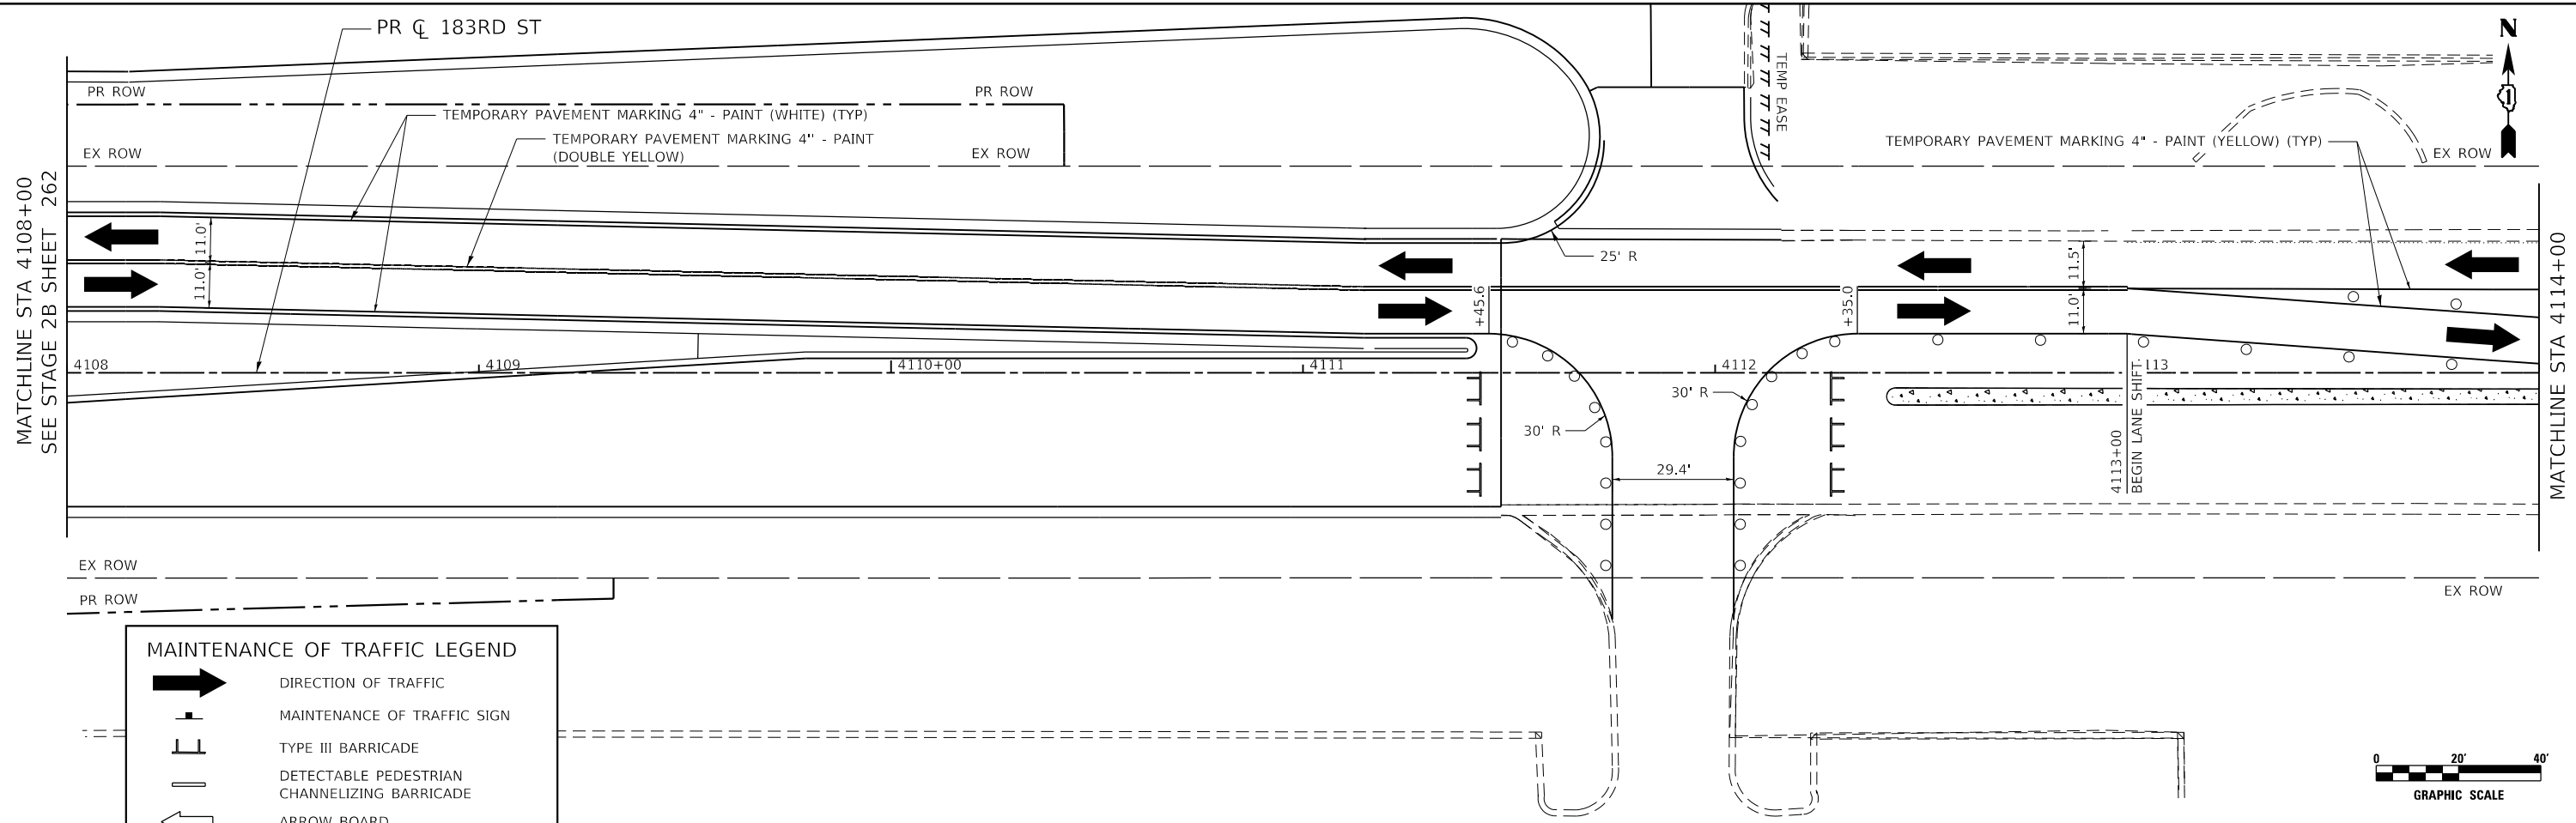 PR ℄ 183RD ST
N
PR ROW
PR ROW
TEMP EASE
TEMPORARY PAVEMENT MARKING 4" - PAINT (WHITE) (TYP)
TEMPORARY PAVEMENT MARKING 4" - PAINT
(DOUBLE YELLOW)
TEMPORARY PAVEMENT MARKING 4" - PAINT (YELLOW) (TYP)
EX ROW
EX ROW
EX ROW
MATCHLINE STA 4108+00
SEE STAGE 2B SHEET 262
11.0'
11.0'
25' R
+45.6
+35.0
11.5'
11.0'
MATCHLINE STA 4114+00
4108
4109
4110+00
4111
4112
113
30' R
30' R
29.4'
4113+00
BEGIN LANE SHIFT.
EX ROW
PR ROW
EX ROW
MAINTENANCE OF TRAFFIC LEGEND
DIRECTION OF TRAFFIC
MAINTENANCE OF TRAFFIC SIGN
TYPE III BARRICADE
DETECTABLE PEDESTRIAN
CHANNELIZING BARRICADE
ARROW BOARD
0 20' 40'
GRAPHIC SCALE